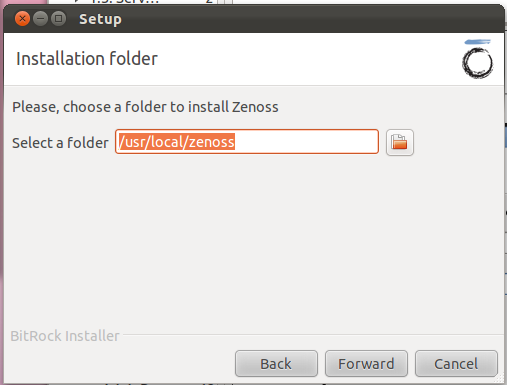 Setup
Installation folder
Please, choose a folder to install Zenoss
Select a folder /usr/local/zenoss
BitRock Installer
Back Forward Cancel